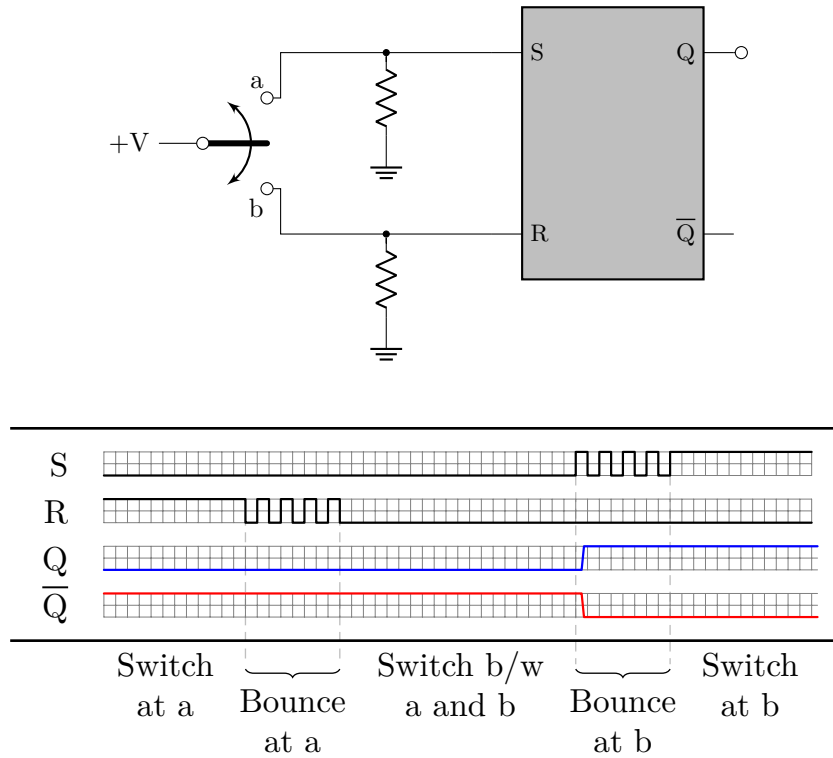 a
S
Q
+V
b
R
Q̅
S
R
Q
Q̅
Switch at a
Bounce at a
Switch b/w a and b
Bounce at b
Switch at b